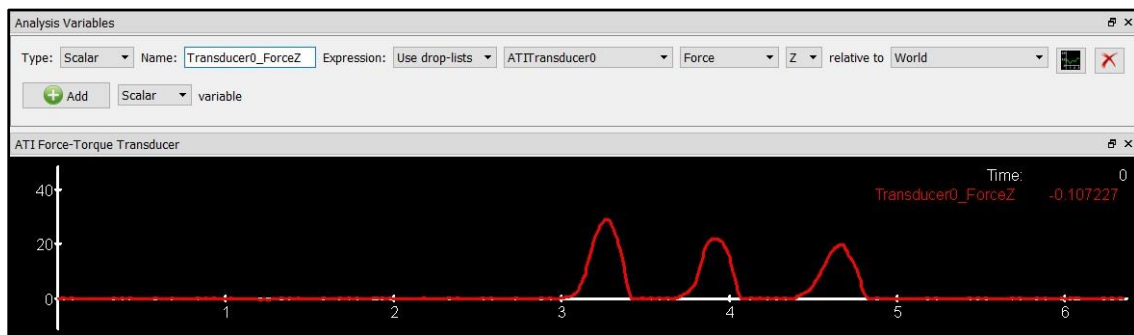 Analysis Variables
Type: Scalar Name: Transducer0_ForceZ Expression: Use drop-lists ATITransducer0 Force Z relative to World
Add Scalar variable
ATI Force-Torque Transducer
Time: 0
Transducer0_ForceZ -0.107227
40
20
0
1 2 3 4 5 6